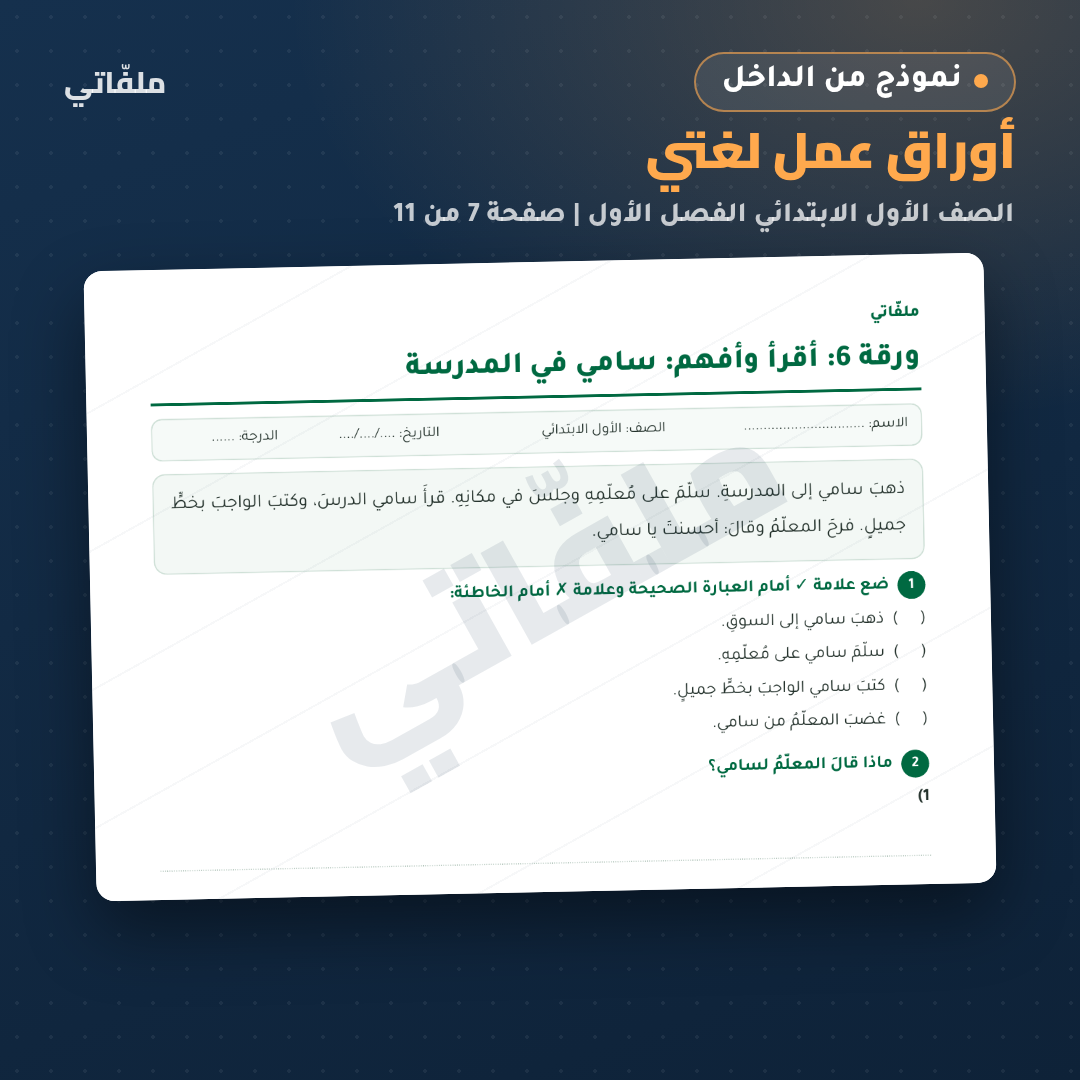 نموذج من الداخل
ملفّاتي
أوراق عمل لغتي
الصف الأول الابتدائي الفصل الأول | صفحة 7 من 11
ملفّاتي
ورقة 6: أقرأ وأفهم: سامي في المدرسة
الاسم: .............................. الصف: الأول الابتدائي التاريخ: ..../..../.... الدرجة: ......
ذهبَ سامي إلى المدرسةِ. سلّمَ على مُعلّمِهِ وجلسَ في مكانِهِ. قرأَ سامي الدرسَ، وكتبَ الواجبَ بخطٍّ
جميلٍ. فرحَ المعلّمُ وقالَ: أحسنتَ يا سامي.
1 ضع علامة ✓ أمام العبارة الصحيحة وعلامة ✗ أمام الخاطئة:
( ) ذهبَ سامي إلى السوقِ.
( ) سلّمَ سامي على مُعلّمِهِ.
( ) كتبَ سامي الواجبَ بخطٍّ جميلٍ.
( ) غضبَ المعلّمُ من سامي.
2 ماذا قالَ المعلّمُ لسامي؟
1)
ملفّاتي